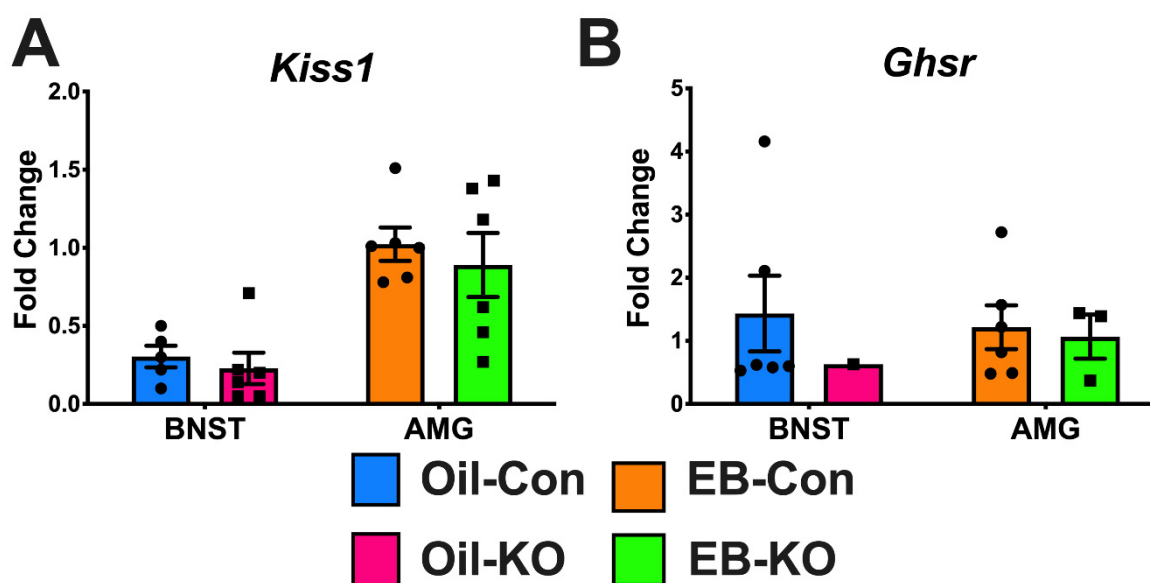 A
Kiss1
Fold Change
2.0
1.5
1.0
0.5
0.0
BNST
AMG
B
Ghsr
Fold Change
5
4
3
2
1
0
BNST
AMG
Oil-Con
EB-Con
Oil-KO
EB-KO